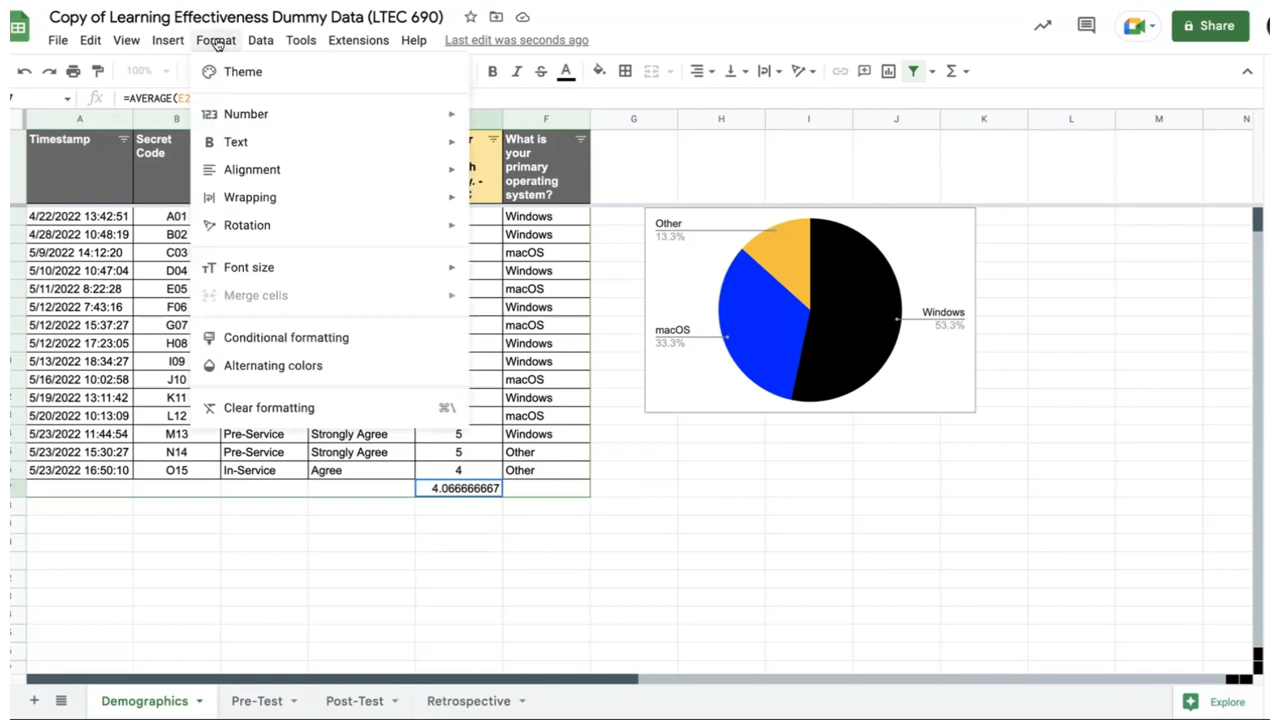 Copy of Learning Effectiveness Dummy Data (LTEC 690)
File Edit View Insert Format Data Tools Extensions Help Last edit was seconds ago
Share
100%
Theme
=AVERAGE(E2
Number
Text
Alignment
Wrapping
Rotation
Font size
Merge cells
Conditional formatting
Alternating colors
Clear formatting ⌘\
A B F G H I J K L M N
Timestamp
Secret Code
What is your primary operating system?
4/22/2022 13:42:51 A01 Windows
4/28/2022 10:48:19 B02 Windows
5/9/2022 14:12:20 C03 macOS
5/10/2022 10:47:04 D04 Windows
5/11/2022 8:22:28 E05 macOS
5/12/2022 7:43:16 F06 Windows
5/12/2022 15:37:27 G07 macOS
5/12/2022 17:23:05 H08 Windows
5/13/2022 18:34:27 I09 Windows
5/16/2022 10:02:58 J10 macOS
5/19/2022 13:11:42 K11 Windows
5/20/2022 10:13:09 L12 macOS
5/23/2022 11:44:54 M13 Pre-Service Strongly Agree 5 Windows
5/23/2022 15:30:27 N14 Pre-Service Strongly Agree 5 Other
5/23/2022 16:50:10 O15 In-Service Agree 4 Other
4.066666667
Other
13.3%
Windows
53.3%
macOS
33.3%
Demographics Pre-Test Post-Test Retrospective Explore